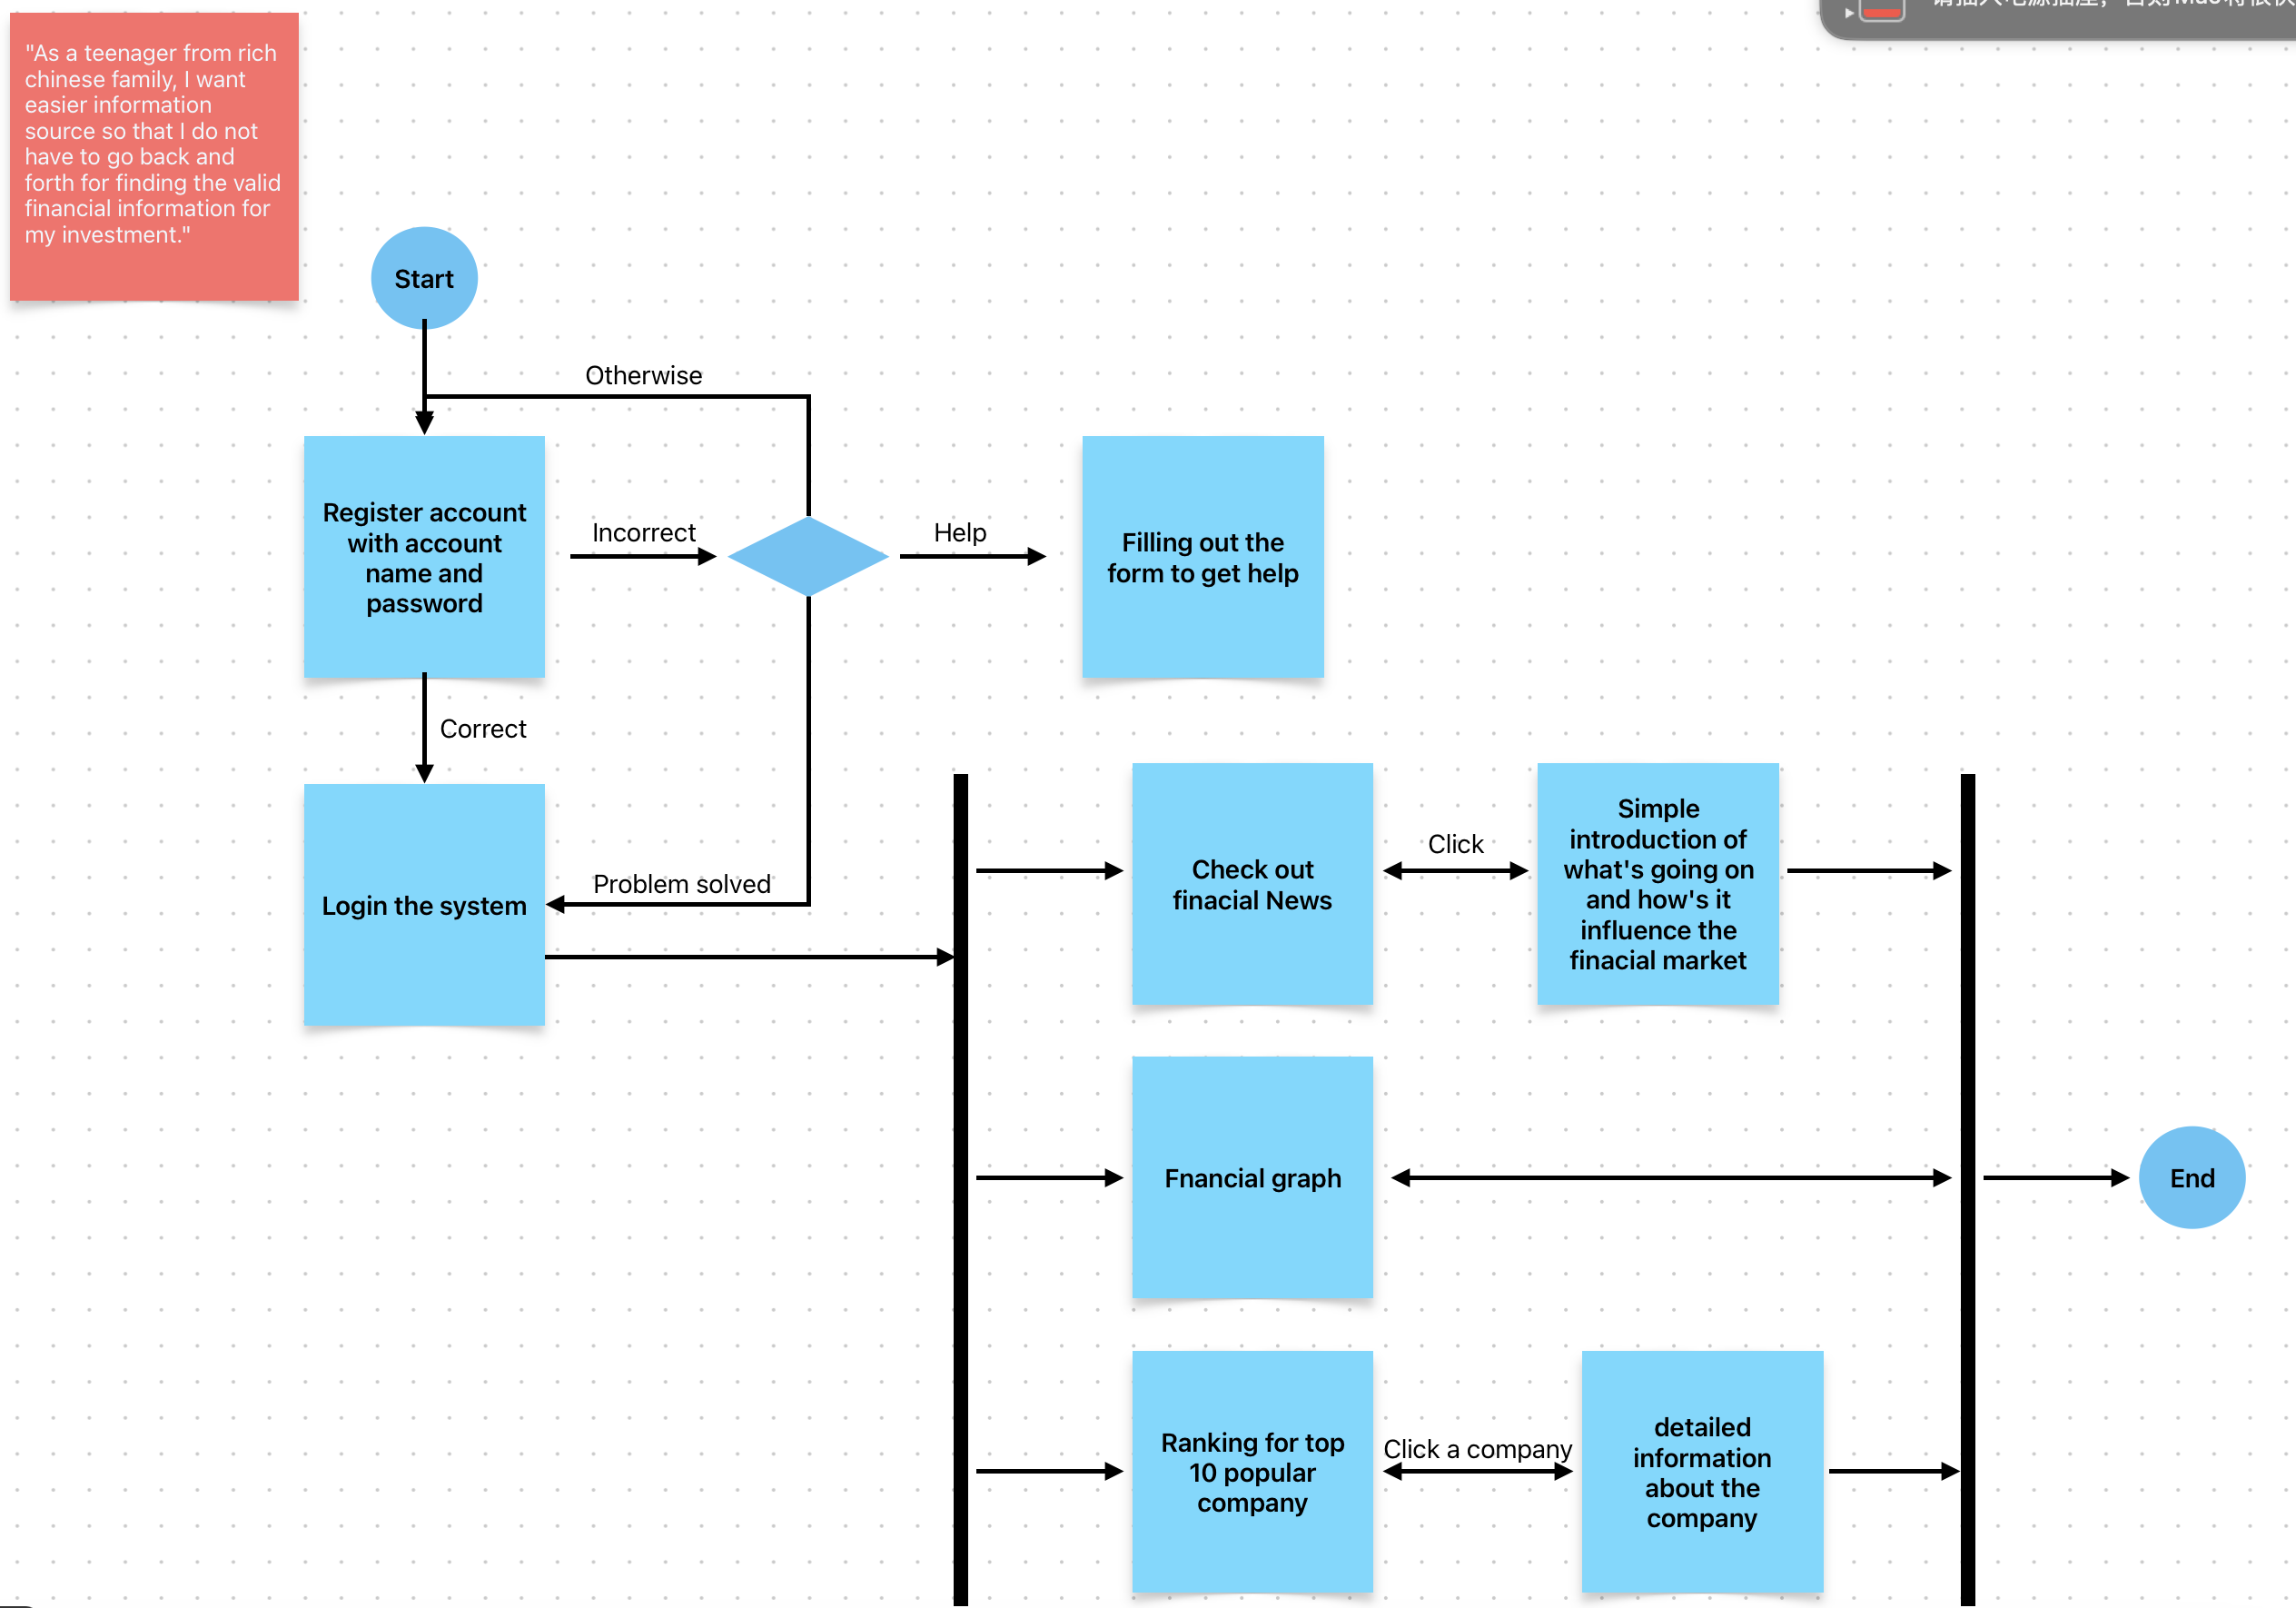 "As a teenager from rich
chinese family, I want
easier information
source so that I do not
have to go back and
forth for finding the valid
financial information for
my investment."
Start
Otherwise
Register account
with account
name and
password
Incorrect
Help
Filling out the
form to get help
Correct
Login the system
Problem solved
Check out
finacial News
Click
Simple
introduction of
what's going on
and how's it
influence the
finacial market
Fnancial graph
End
Ranking for top
10 popular
company
Click a company
detailed
information
about the
company